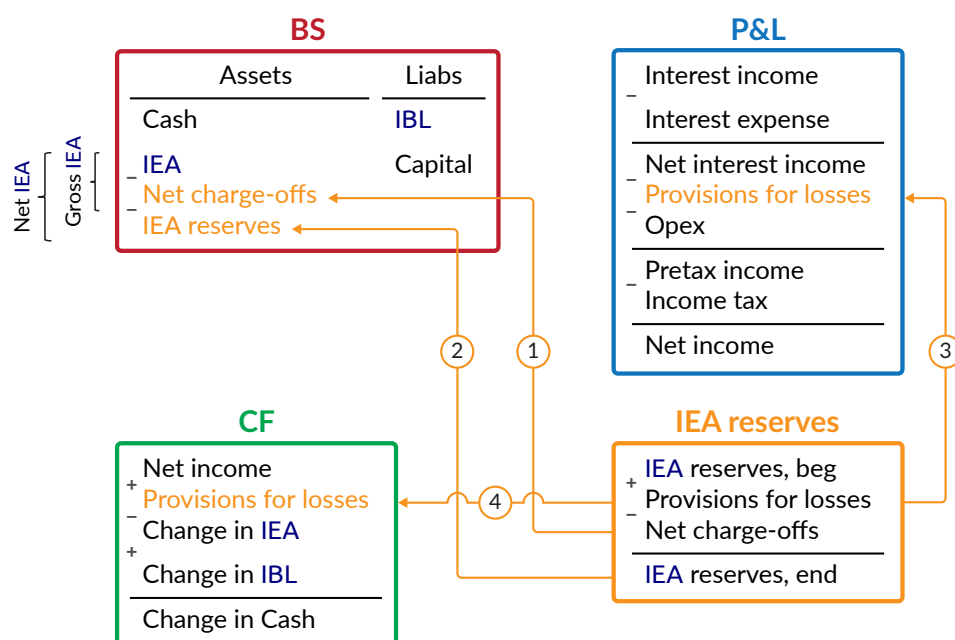 BS
Assets Liabs
Cash IBL
IEA Capital
− Net charge-offs
− IEA reserves
Net IEA
Gross IEA
P&L
Interest income
−
Interest expense
Net interest income
− Provisions for losses
− Opex
Pretax income
− Income tax
Net income
2
1
3
CF
Net income
+ Provisions for losses
− Change in IEA
+
Change in IBL
Change in Cash
4
IEA reserves
IEA reserves, beg
+ Provisions for losses
− Net charge-offs
IEA reserves, end